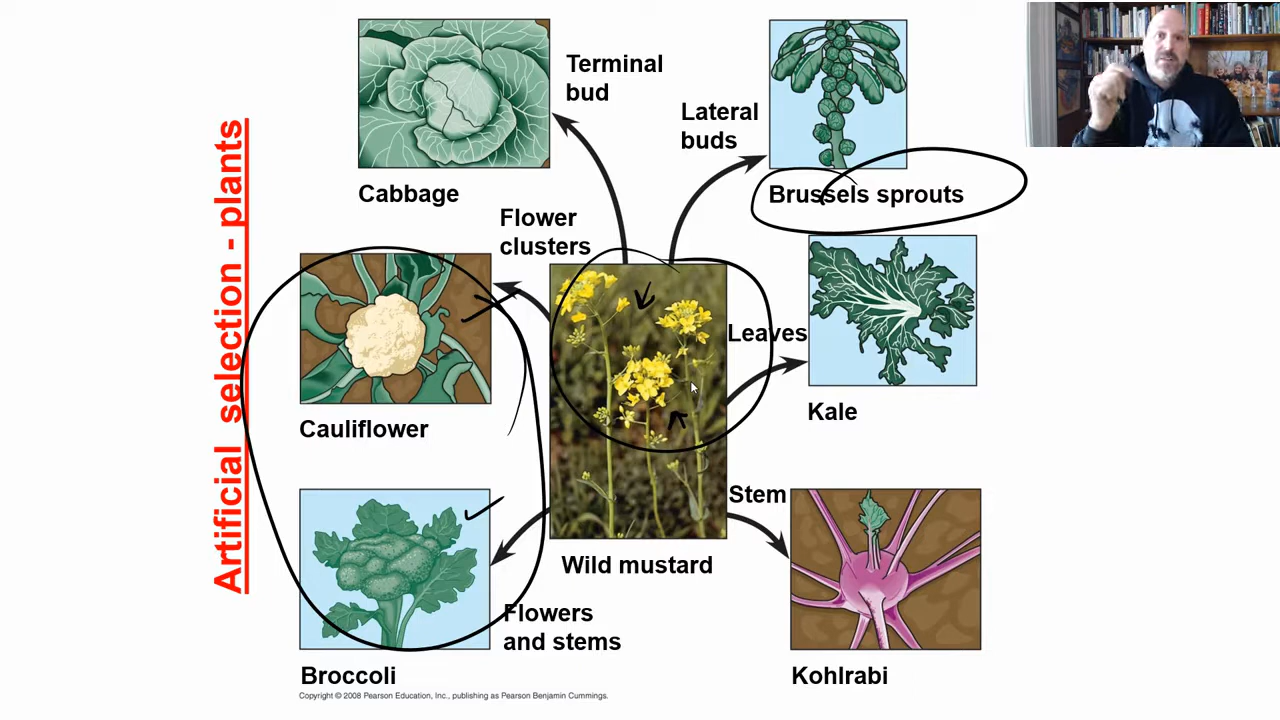 Artificial selection - plants
Terminal
bud
Cabbage
Lateral
buds
Brussels sprouts
Flower
clusters
Cauliflower
Leaves
Kale
Wild mustard
Stem
Flowers
and stems
Broccoli
Kohlrabi
Copyright © 2008 Pearson Education, Inc., publishing as Pearson Benjamin Cummings.